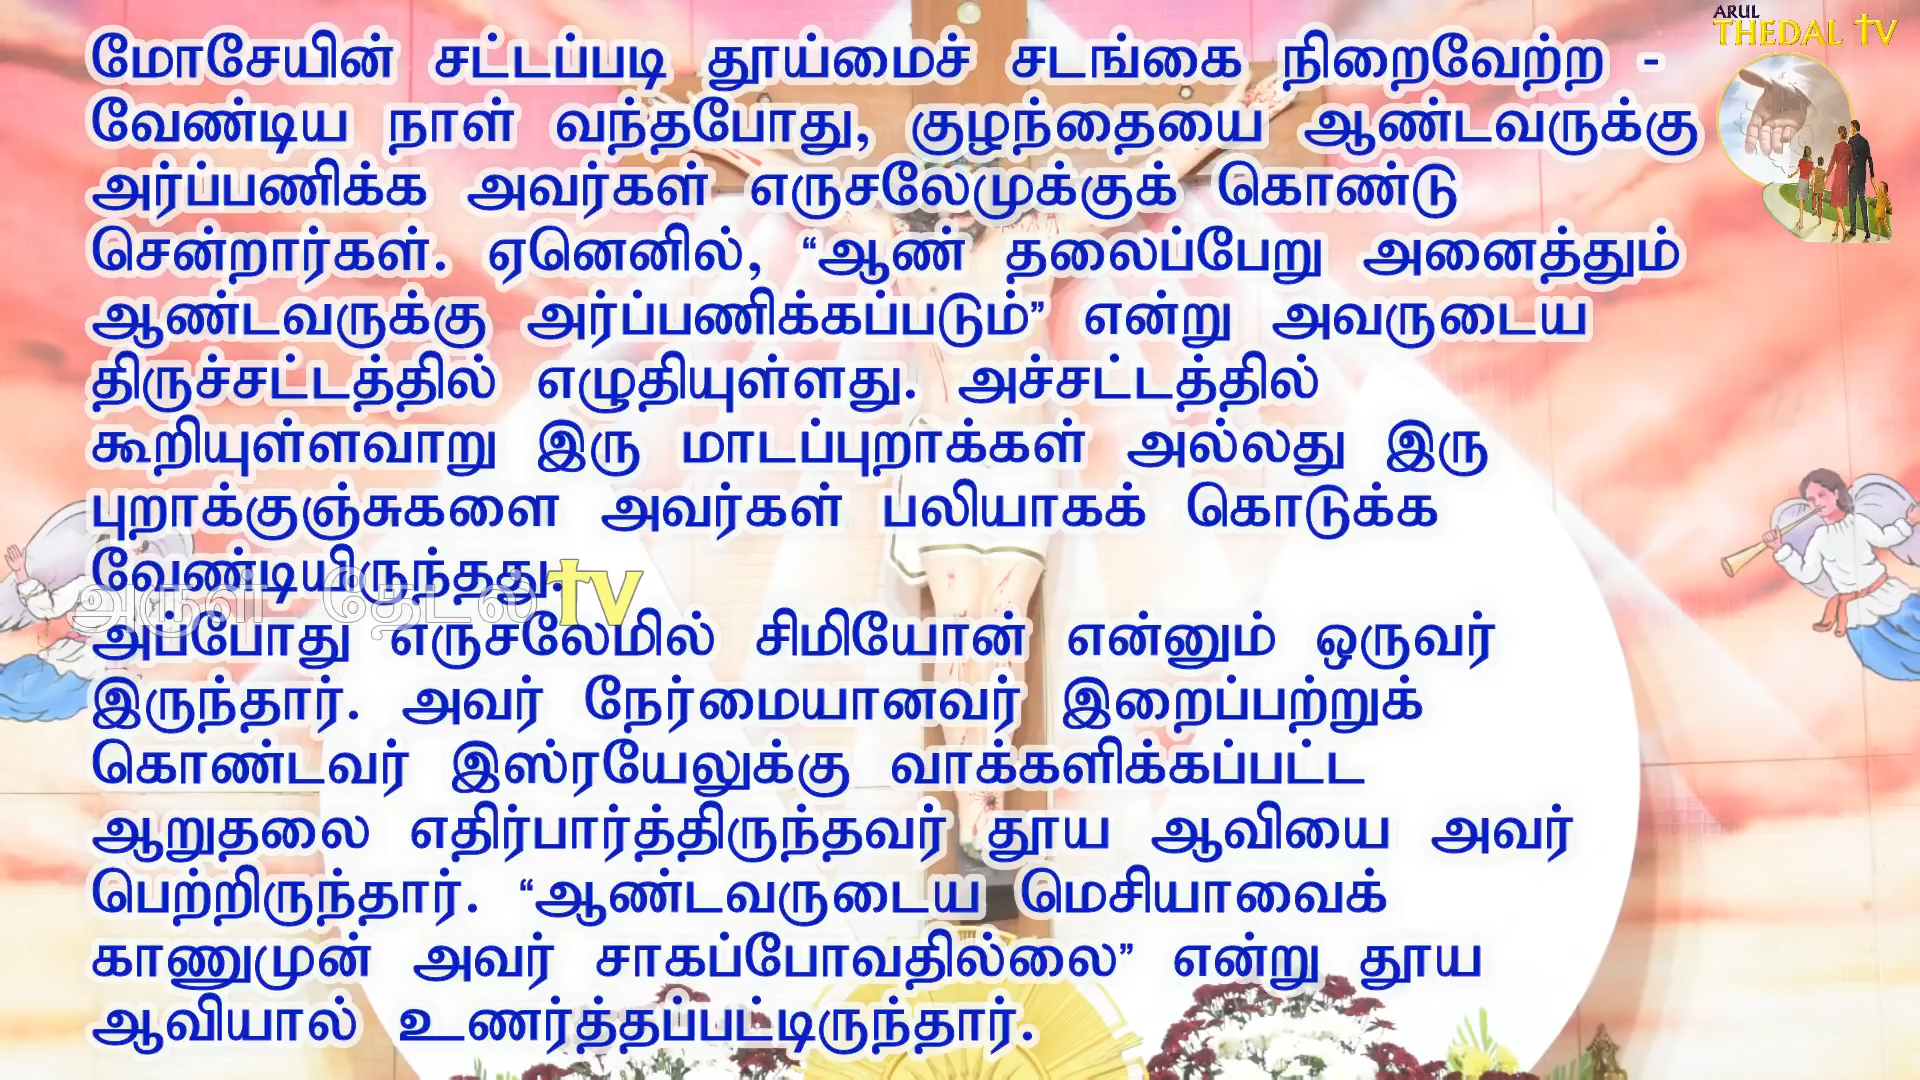 ARUL
THEDAL TV
மோசேயின் சட்டப்படி தூய்மைச் சடங்கை நிறைவேற்ற -
வேண்டிய நாள் வந்தபோது, குழந்தையை ஆண்டவருக்கு
அர்ப்பணிக்க அவர்கள் எருசலேமுக்குக் கொண்டு
சென்றார்கள். ஏனெனில், “ஆண் தலைப்பேறு அனைத்தும்
ஆண்டவருக்கு அர்ப்பணிக்கப்படும்” என்று அவருடைய
திருச்சட்டத்தில் எழுதியுள்ளது. அச்சட்டத்தில்
கூறியுள்ளவாறு இரு மாடப்புறாக்கள் அல்லது இரு
புறாக்குஞ்சுகளை அவர்கள் பலியாகக் கொடுக்க
வேண்டியிருந்தது.
அருள் தேடல் tv
அப்போது எருசலேமில் சிமியோன் என்னும் ஒருவர்
இருந்தார். அவர் நேர்மையானவர் இறைப்பற்றுக்
கொண்டவர் இஸ்ரயேலுக்கு வாக்களிக்கப்பட்ட
ஆறுதலை எதிர்பார்த்திருந்தவர் தூய ஆவியை அவர்
பெற்றிருந்தார். “ஆண்டவருடைய மெசியாவைக்
காணுமுன் அவர் சாகப்போவதில்லை” என்று தூய
ஆவியால் உணர்த்தப்பட்டிருந்தார்.